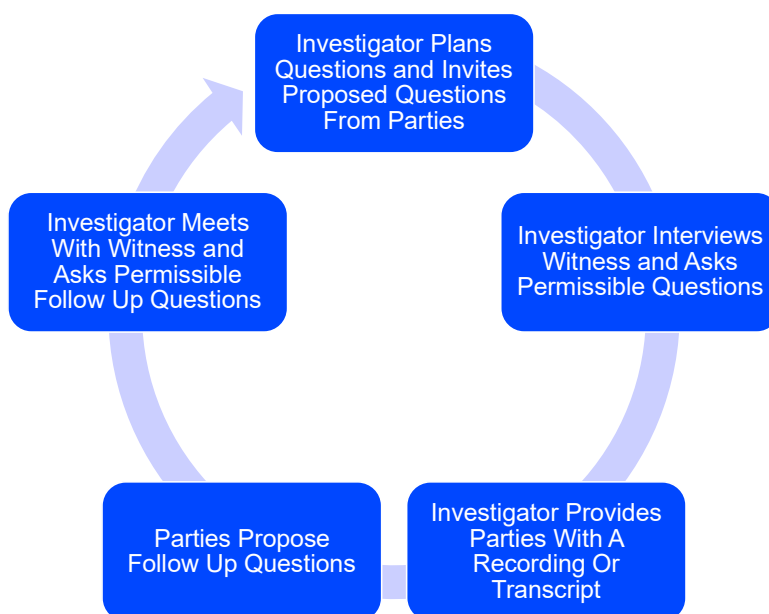 Investigator Plans
Questions and Invites
Proposed Questions
From Parties
Investigator Interviews
Witness and Asks
Permissible Questions
Investigator Provides
Parties With A
Recording Or
Transcript
Parties Propose
Follow Up Questions
Investigator Meets
With Witness and
Asks Permissible
Follow Up Questions